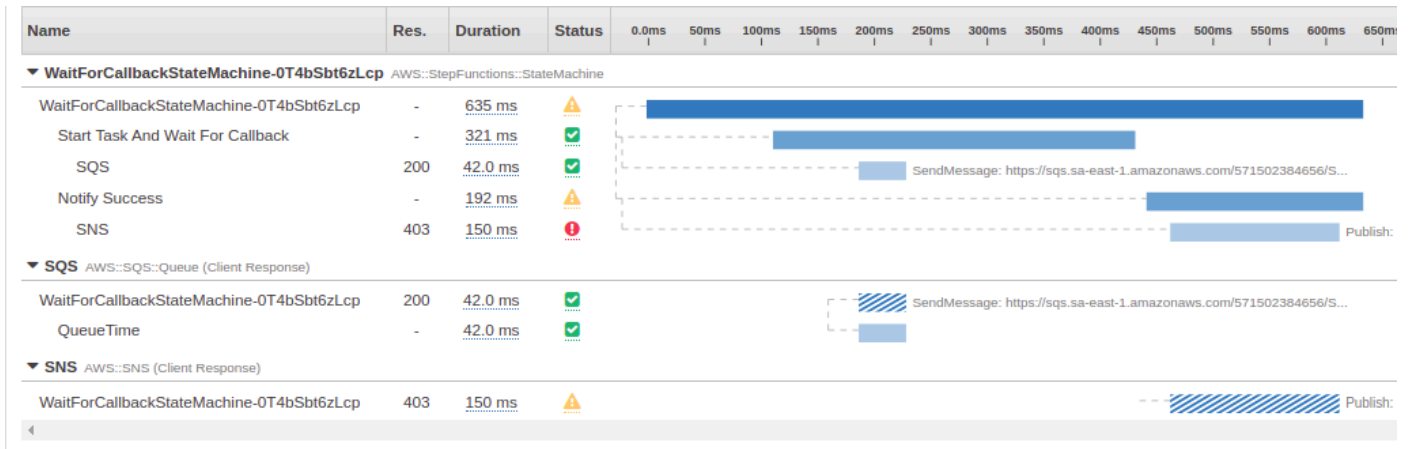 Name Res. Duration Status 0.0ms 50ms 100ms 150ms 200ms 250ms 300ms 350ms 400ms 450ms 500ms 550ms 600ms 650ms
WaitForCallbackStateMachine-0T4bSbt6zLcp AWS::StepFunctions::StateMachine
WaitForCallbackStateMachine-0T4bSbt6zLcp - 635 ms
Start Task And Wait For Callback - 321 ms
SQS 200 42.0 ms SendMessage: https://sqs.sa-east-1.amazonaws.com/571502384656/S...
Notify Success - 192 ms
SNS 403 150 ms Publish:
SQS AWS::SQS::Queue (Client Response)
WaitForCallbackStateMachine-0T4bSbt6zLcp 200 42.0 ms SendMessage: https://sqs.sa-east-1.amazonaws.com/571502384656/S...
QueueTime - 42.0 ms
SNS AWS::SNS (Client Response)
WaitForCallbackStateMachine-0T4bSbt6zLcp 403 150 ms Publish: